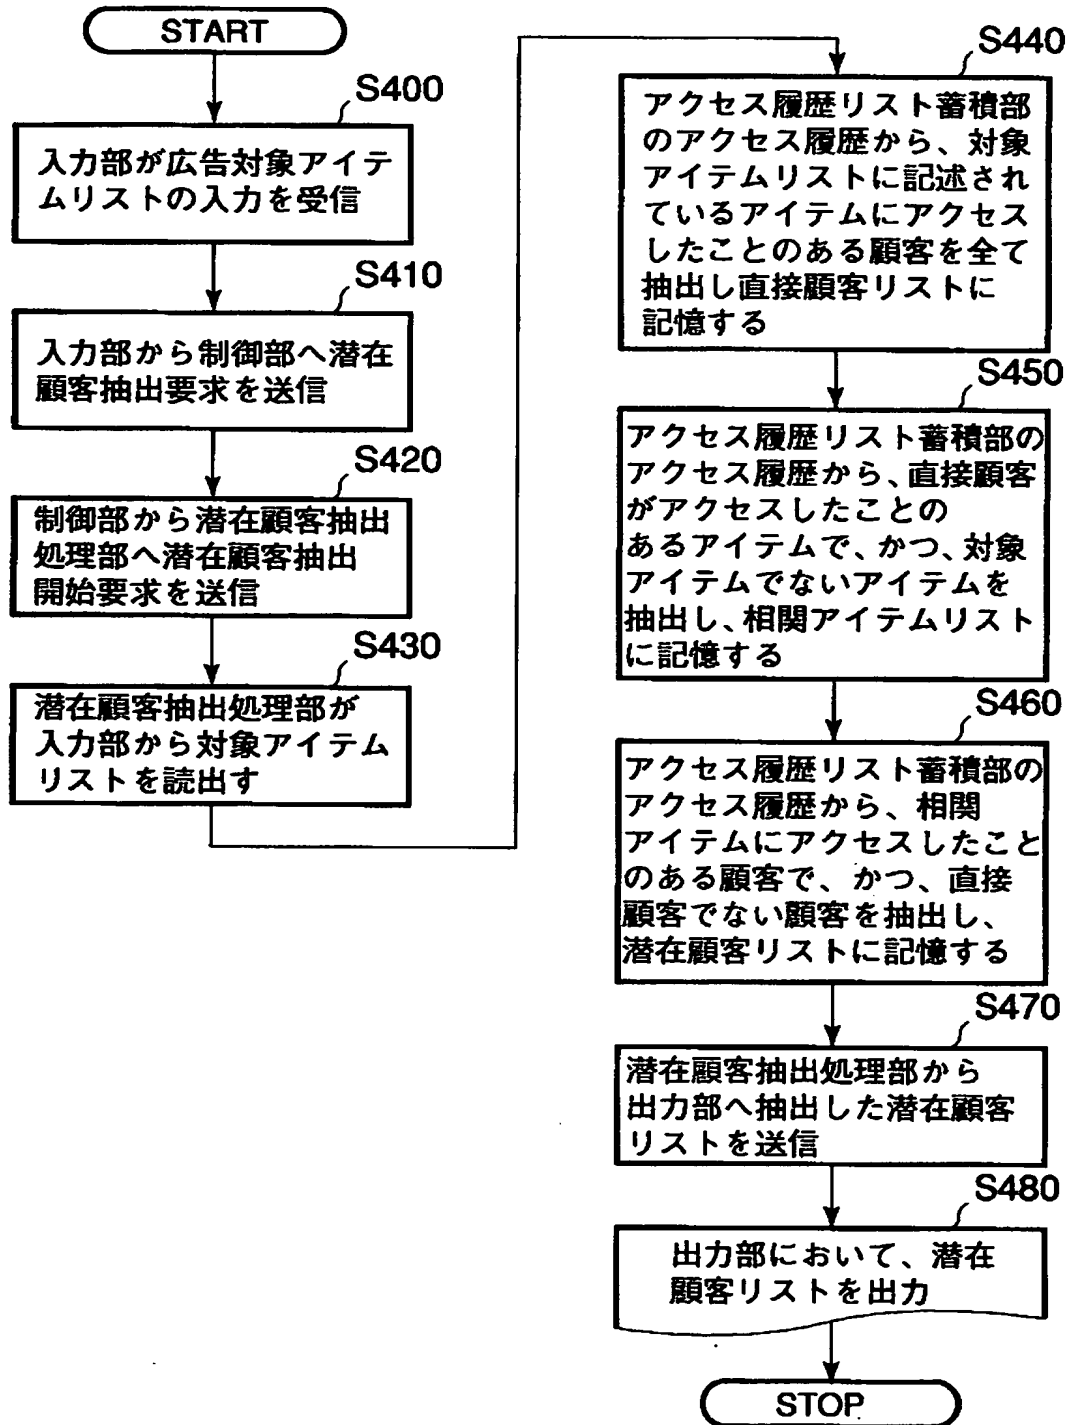 START
S400
入力部が広告対象アイテ
ムリストの入力を受信
S410
入力部から制御部へ潜在
顧客抽出要求を送信
S420
制御部から潜在顧客抽出
処理部へ潜在顧客抽出
開始要求を送信
S430
潜在顧客抽出処理部が
入力部から対象アイテム
リストを読出す
S440
アクセス履歴リスト蓄積部
のアクセス履歴から、対象
アイテムリストに記述され
ているアイテムにアクセス
したことのある顧客を全て
抽出し直接顧客リストに
記憶する
S450
アクセス履歴リスト蓄積部の
アクセス履歴から、直接顧客
がアクセスしたことの
あるアイテムで、かつ、対象
アイテムでないアイテムを
抽出し、相関アイテムリスト
に記憶する
S460
アクセス履歴リスト蓄積部の
アクセス履歴から、相関
アイテムにアクセスしたこと
のある顧客で、かつ、直接
顧客でない顧客を抽出し、
潜在顧客リストに記憶する
S470
潜在顧客抽出処理部から
出力部へ抽出した潜在顧客
リストを送信
S480
出力部において、潜在
顧客リストを出力
STOP